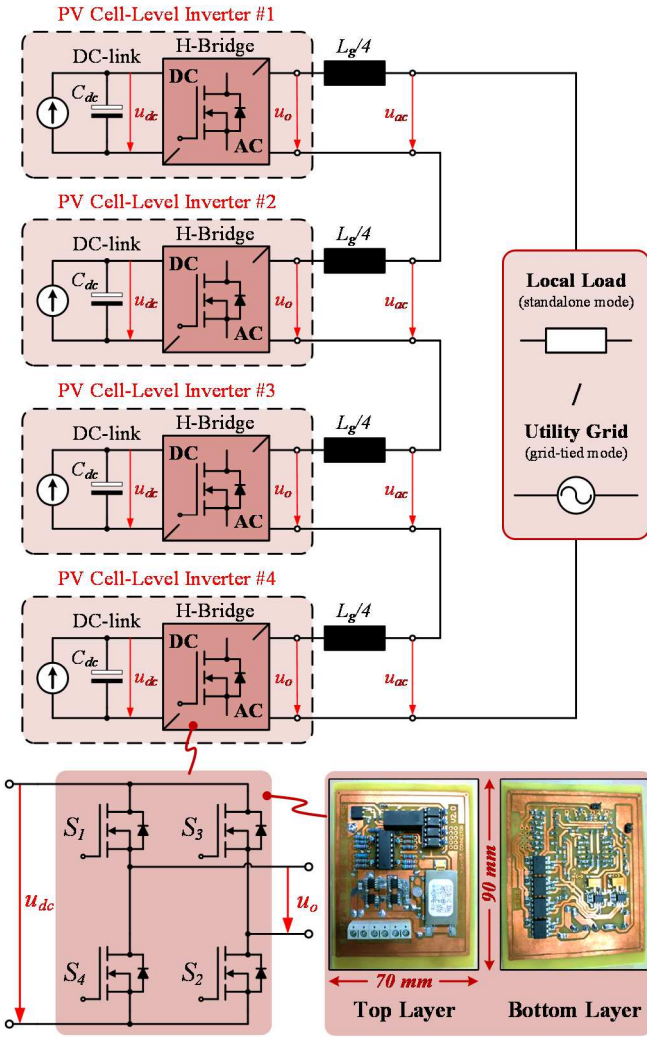 PV Cell-Level Inverter #1
DC-link
H-Bridge
L_g/4
C_dc
u_dc
DC
AC
u_o
u_ac
PV Cell-Level Inverter #2
DC-link
H-Bridge
L_g/4
C_dc
u_dc
DC
AC
u_o
u_ac
Local Load
(standalone mode)
/
Utility Grid
(grid-tied mode)
PV Cell-Level Inverter #3
DC-link
H-Bridge
L_g/4
C_dc
u_dc
DC
AC
u_o
u_ac
PV Cell-Level Inverter #4
DC-link
H-Bridge
L_g/4
C_dc
u_dc
DC
AC
u_o
u_ac
S_1
S_3
u_dc
u_o
S_4
S_2
V2.0
90 mm
70 mm
Top Layer
Bottom Layer